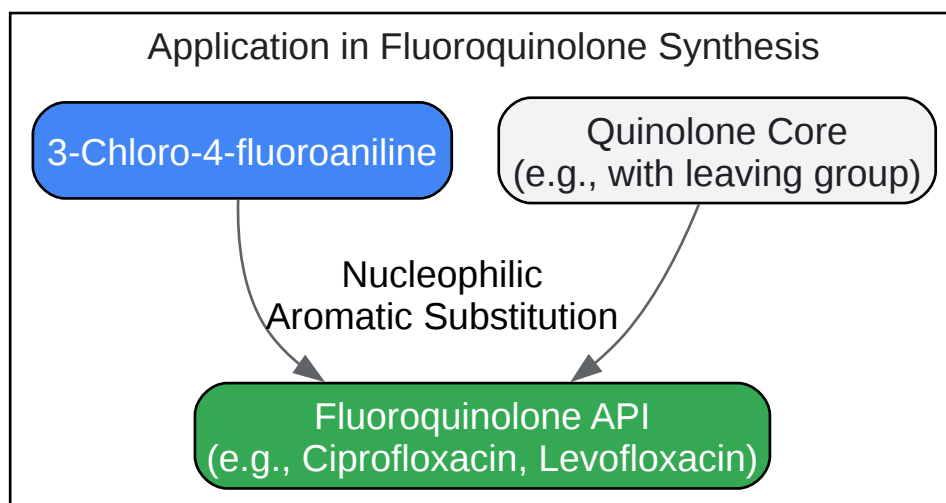 Application in Fluoroquinolone Synthesis
3-Chloro-4-fluoroaniline
Quinolone Core
(e.g., with leaving group)
Nucleophilic
Aromatic Substitution
Fluoroquinolone API
(e.g., Ciprofloxacin, Levofloxacin)